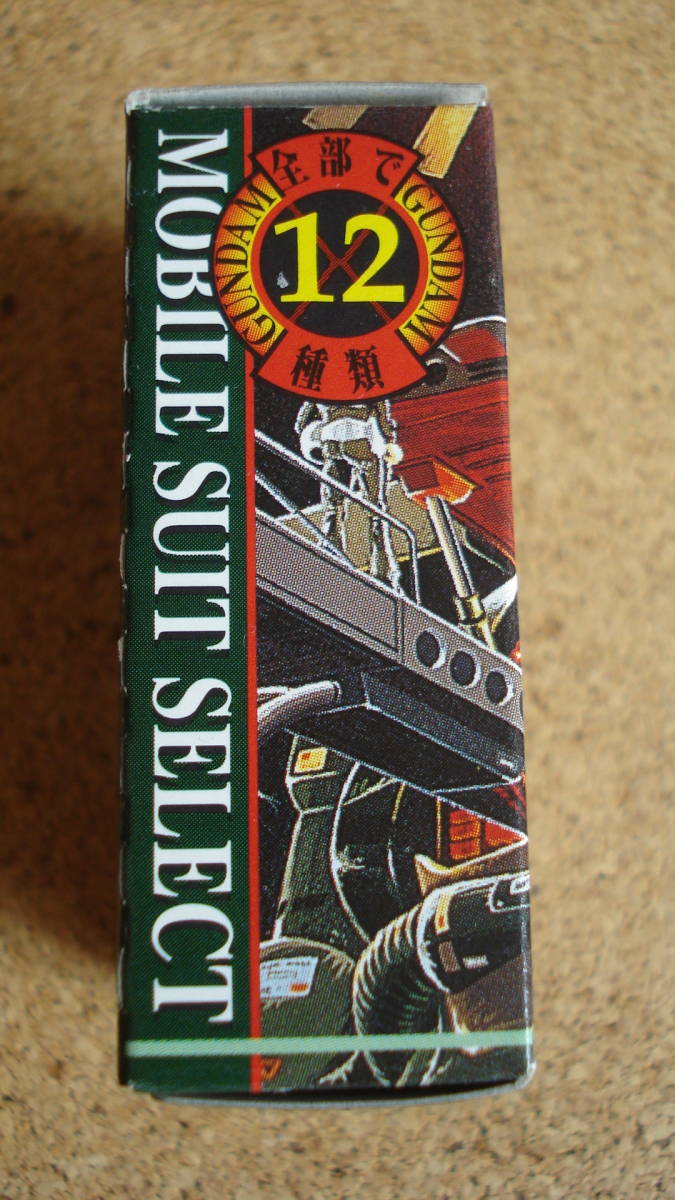 MOBILE SUIT SELECT
全部で
GUNDAM
12
GUNDAM
種類